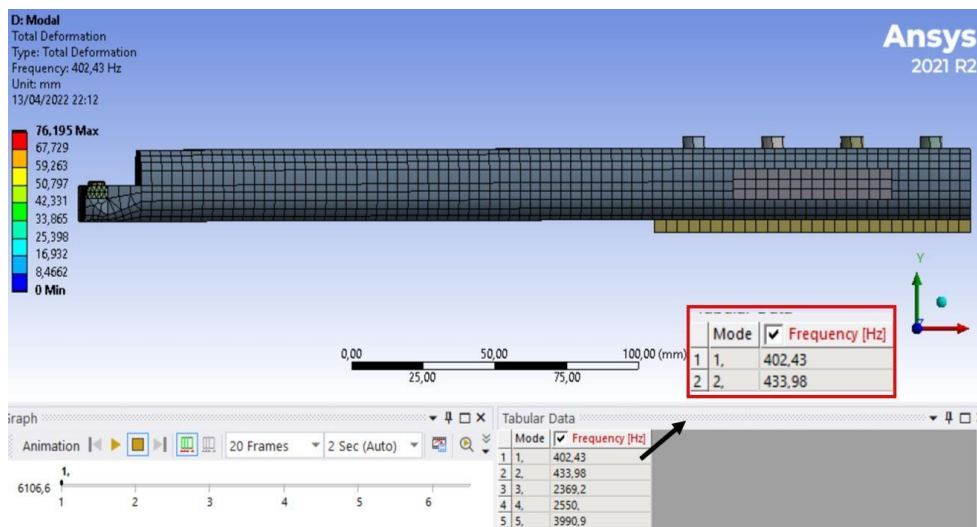 D: Modal
Total Deformation
Type: Total Deformation
Frequency: 402,43 Hz
Unit: mm
13/04/2022 22:12
76,195 Max
67,729
59,263
50,797
42,331
33,865
25,398
16,932
8,4662
0 Min
Ansys
2021 R2
Y
0,00 50,00 100,00 (mm)
25,00 75,00
Mode Frequency [Hz]
1 1, 402,43
2 2, 433,98
Graph
Animation 20 Frames 2 Sec (Auto)
1,
6106,6
1 2 3 4 5 6
Tabular Data
Mode Frequency [Hz]
1 1, 402,43
2 2, 433,98
3 3, 2369,2
4 4, 2550,
5 5, 3990,9